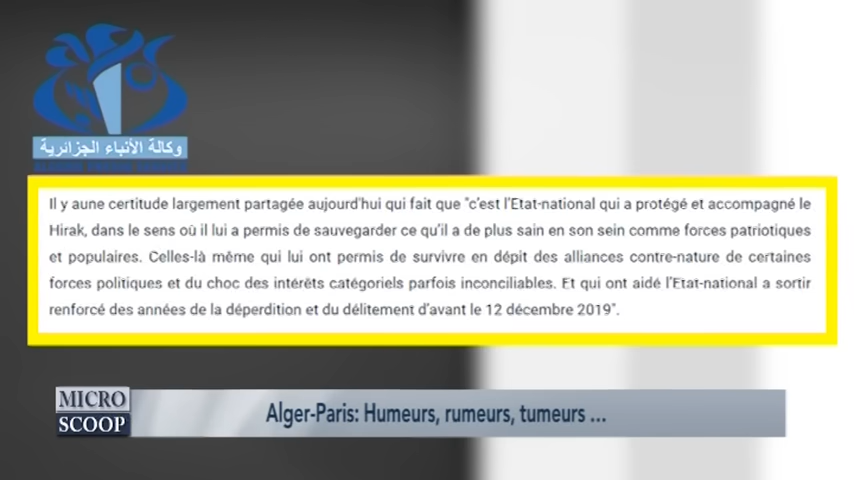 وكالة الأنباء الجزائرية
Il y aune certitude largement partagée aujourd'hui qui fait que "c'est l'Etat-national qui a protégé et accompagné le
Hirak, dans le sens où il lui a permis de sauvegarder ce qu'il a de plus sain en son sein comme forces patriotiques
et populaires. Celles-là même qui lui ont permis de survivre en dépit des alliances contre-nature de certaines
forces politiques et du choc des intérêts catégoriels parfois inconciliables. Et qui ont aidé l'Etat-national a sortir
renforcé des années de la déperdition et du délitement d'avant le 12 décembre 2019".
MICRO
SCOOP
Alger-Paris: Humeurs, rumeurs, tumeurs ...